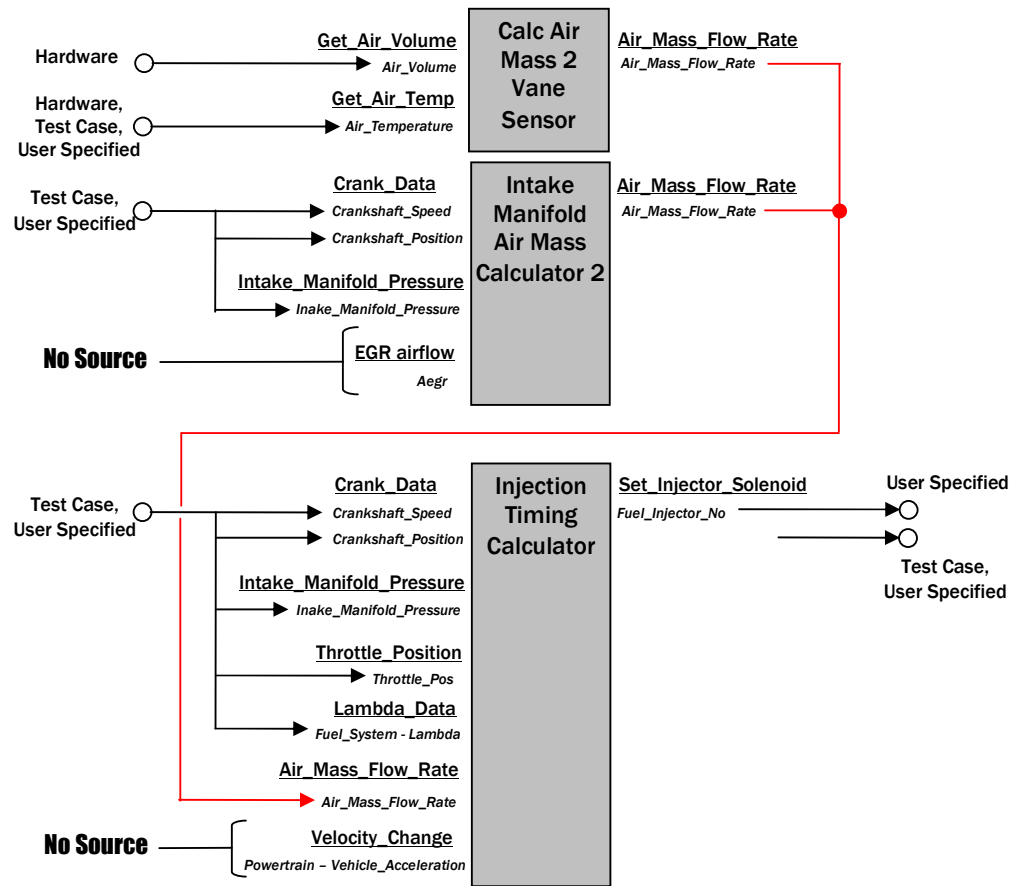 Hardware
Get_Air_Volume
Air_Volume
Hardware,
Test Case,
User Specified
Get_Air_Temp
Air_Temperature
Calc Air
Mass 2
Vane
Sensor
Air_Mass_Flow_Rate
Air_Mass_Flow_Rate
Test Case,
User Specified
Crank_Data
Crankshaft_Speed
Crankshaft_Position
Intake_Manifold_Pressure
Inake_Manifold_Pressure
No Source
EGR airflow
Aegr
Intake
Manifold
Air Mass
Calculator 2
Air_Mass_Flow_Rate
Air_Mass_Flow_Rate
Test Case,
User Specified
Crank_Data
Crankshaft_Speed
Crankshaft_Position
Intake_Manifold_Pressure
Inake_Manifold_Pressure
Throttle_Position
Throttle_Pos
Lambda_Data
Fuel_System - Lambda
Air_Mass_Flow_Rate
Air_Mass_Flow_Rate
No Source
Velocity_Change
Powertrain – Vehicle_Acceleration
Injection
Timing
Calculator
Set_Injector_Solenoid
Fuel_Injector_No
User Specified
Test Case,
User Specified